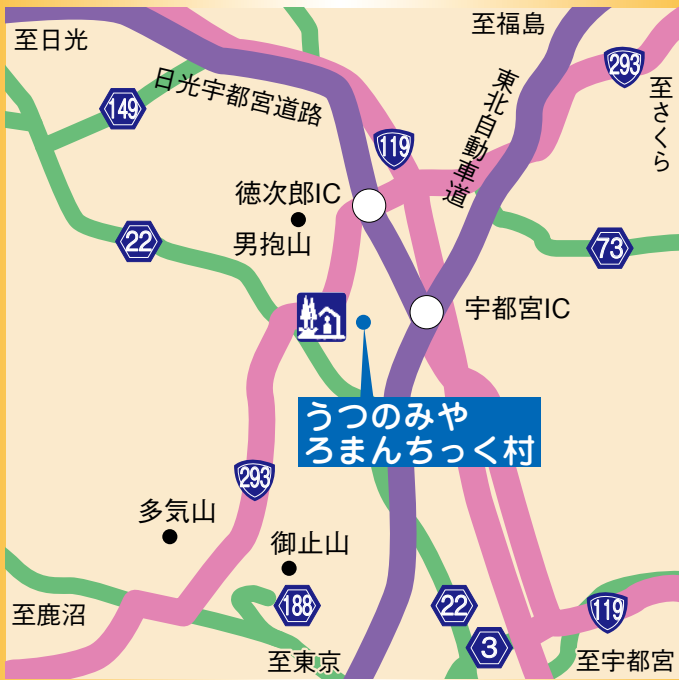 至日光
至福島
293
至さくら
149
日光宇都宮道路
東北自動車道
119
徳次郎IC
男抱山
22
73
宇都宮IC
うつのみや
ろまんちっく村
293
多気山
御止山
188
22
119
3
至鹿沼
至東京
至宇都宮